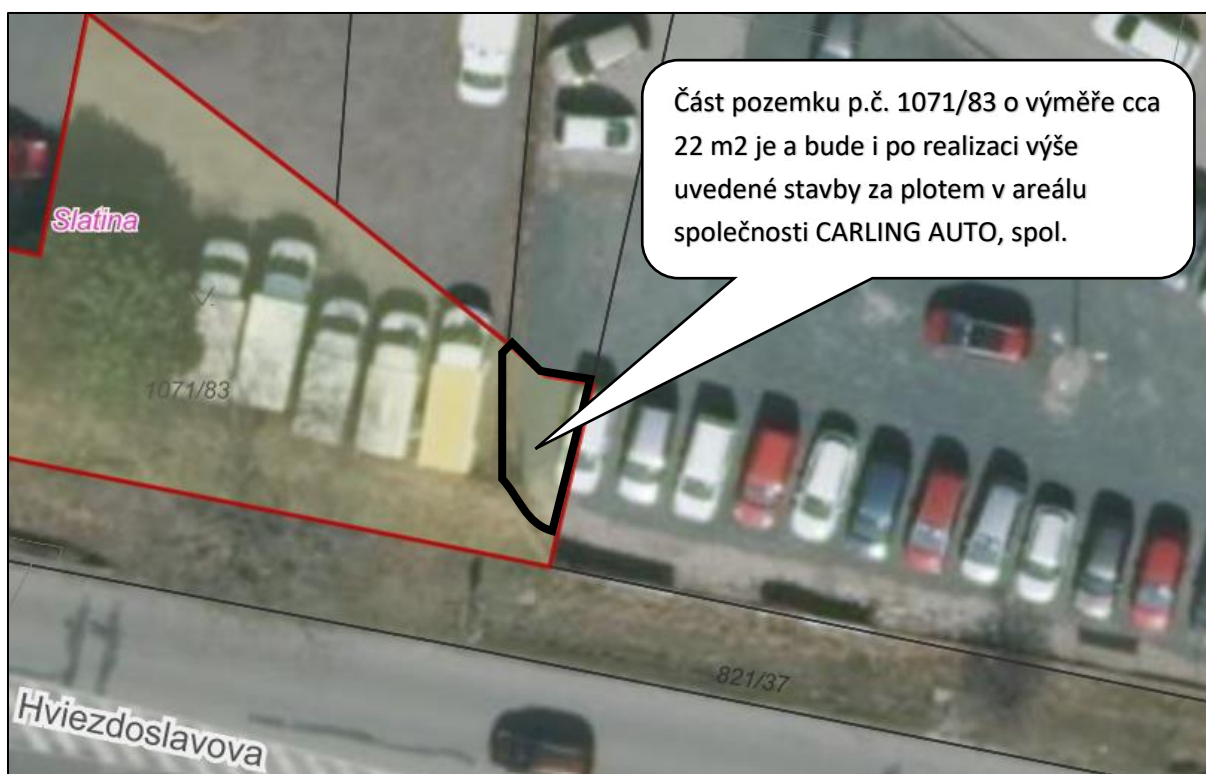 Část pozemku p.č. 1071/83 o výměře cca
22 m2 je a bude i po realizaci výše
uvedené stavby za plotem v areálu
společnosti CARLING AUTO, spol.
Slatina
1071/83
821/37
Hviezdoslavova